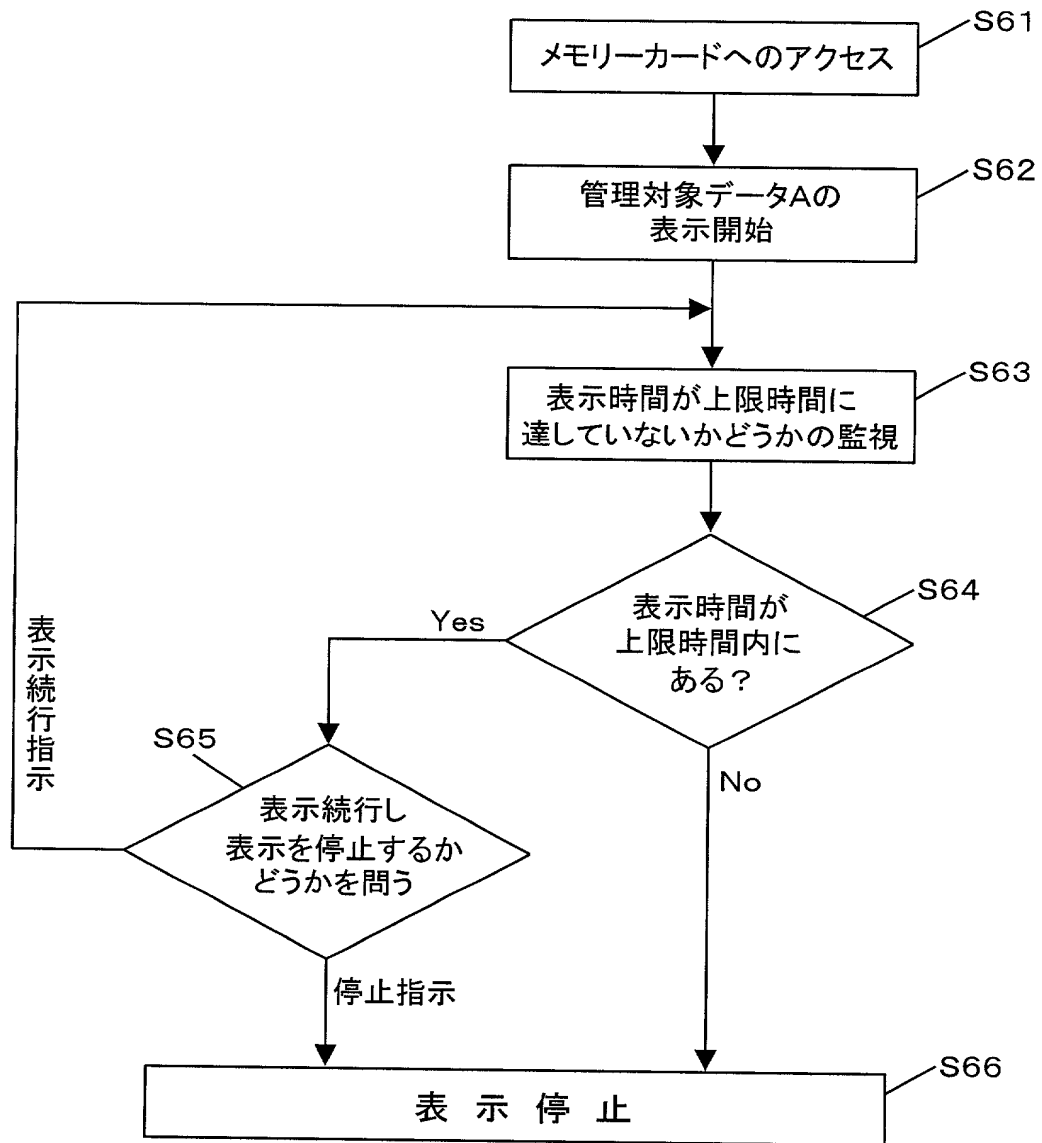 S61
メモリーカードへのアクセス
S62
管理対象データAの
表示開始
S63
表示時間が上限時間に
達していないかどうかの監視
S64
表示時間が
上限時間内に
ある?
Yes
No
表示続行指示
S65
表示続行し
表示を停止するか
どうかを問う
停止指示
S66
表示停止